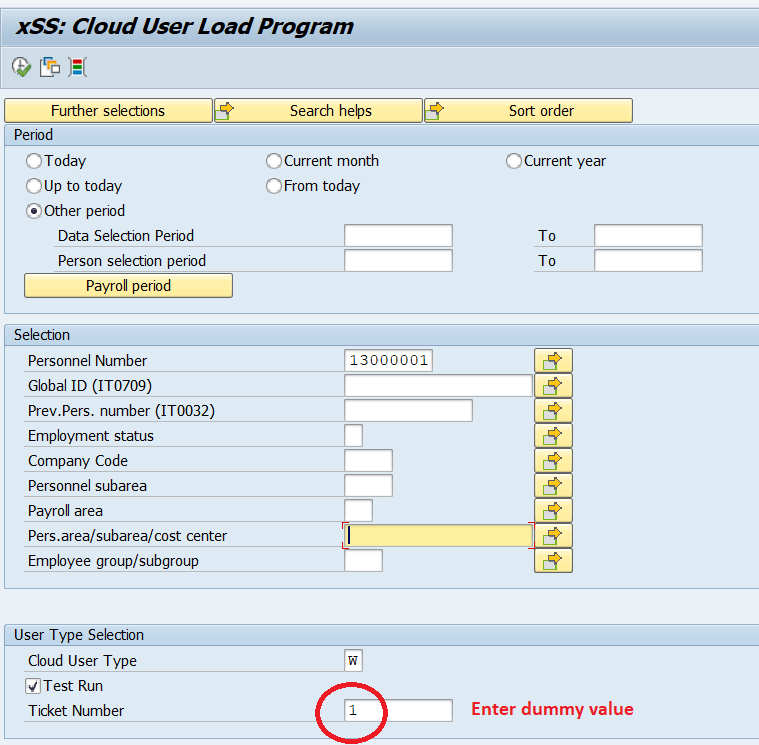 xSS: Cloud User Load Program
Further selections Search helps Sort order
Period
Today Current month Current year
Up to today From today
Other period
Data Selection Period To
Person selection period To
Payroll period
Selection
Personnel Number 13000001
Global ID (IT0709)
Prev.Pers. number (IT0032)
Employment status
Company Code
Personnel subarea
Payroll area
Pers.area/subarea/cost center
Employee group/subgroup
User Type Selection
Cloud User Type W
Test Run
Ticket Number 1 Enter dummy value